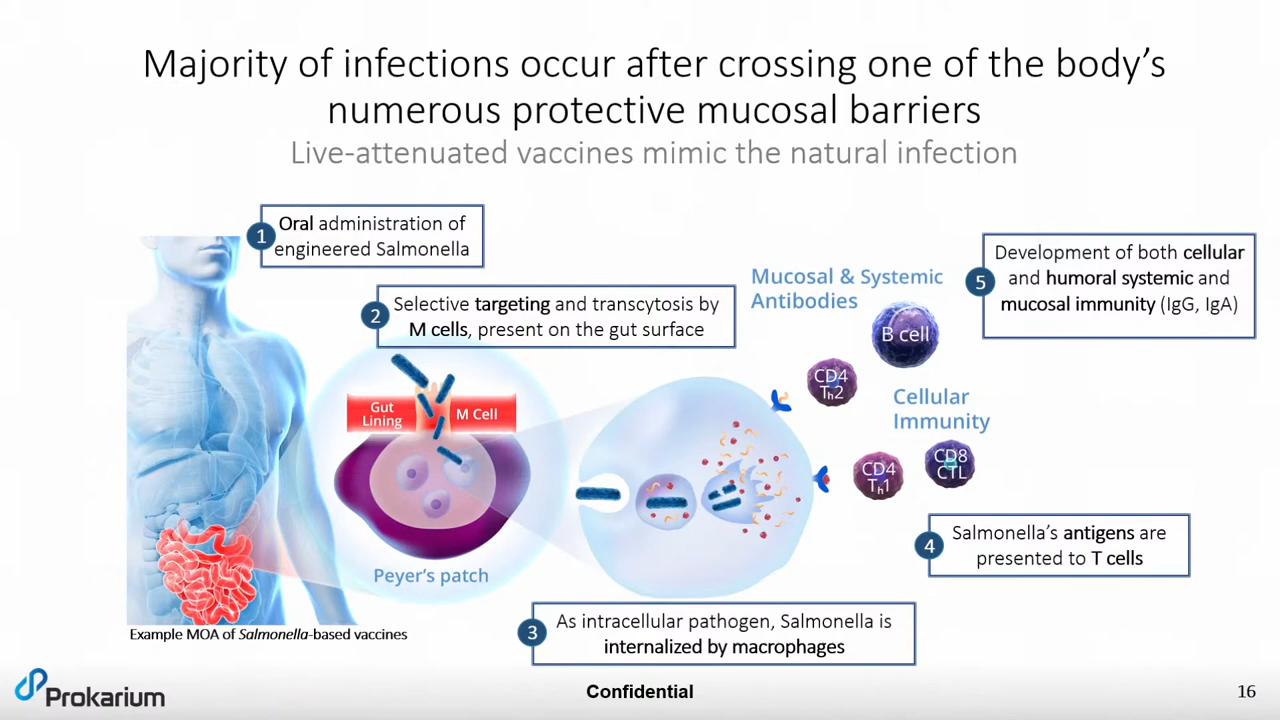 Majority of infections occur after crossing one of the body’s
numerous protective mucosal barriers
Live-attenuated vaccines mimic the natural infection
1
Oral administration of
engineered Salmonella
2
Selective targeting and transcytosis by
M cells, present on the gut surface
Gut
Lining
M Cell
Peyer’s patch
Example MOA of Salmonella-based vaccines
3
As intracellular pathogen, Salmonella is
internalized by macrophages
4
Salmonella’s antigens are
presented to T cells
5
Development of both cellular
and humoral systemic and
mucosal immunity (IgG, IgA)
Mucosal & Systemic
Antibodies
B cell
CD4
Th2
Cellular
Immunity
CD4
Th1
CD8
CTL
Prokarium
Confidential
16